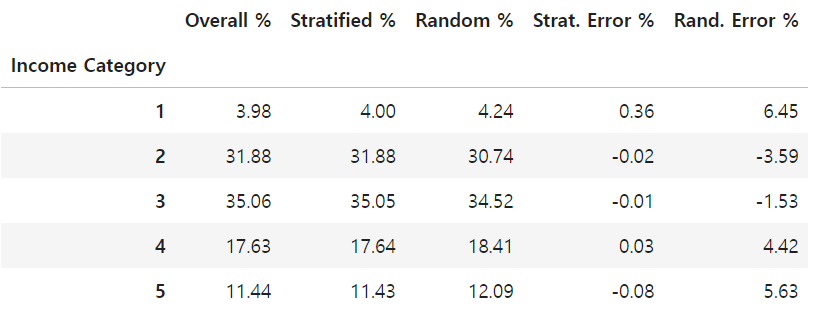 Overall % Stratified % Random % Strat. Error % Rand. Error %
Income Category
1 3.98 4.00 4.24 0.36 6.45
2 31.88 31.88 30.74 -0.02 -3.59
3 35.06 35.05 34.52 -0.01 -1.53
4 17.63 17.64 18.41 0.03 4.42
5 11.44 11.43 12.09 -0.08 5.63